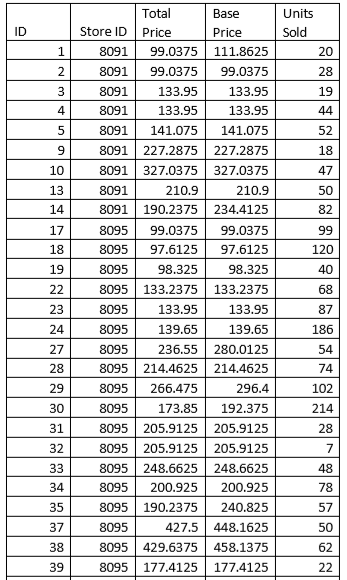 ID Store ID Total Price Base Price Units Sold
1 8091 99.0375 111.8625 20
2 8091 99.0375 99.0375 28
3 8091 133.95 133.95 19
4 8091 133.95 133.95 44
5 8091 141.075 141.075 52
9 8091 227.2875 227.2875 18
10 8091 327.0375 327.0375 47
13 8091 210.9 210.9 50
14 8091 190.2375 234.4125 82
17 8095 99.0375 99.0375 99
18 8095 97.6125 97.6125 120
19 8095 98.325 98.325 40
22 8095 133.2375 133.2375 68
23 8095 133.95 133.95 87
24 8095 139.65 139.65 186
27 8095 236.55 280.0125 54
28 8095 214.4625 214.4625 74
29 8095 266.475 296.4 102
30 8095 173.85 192.375 214
31 8095 205.9125 205.9125 28
32 8095 205.9125 205.9125 7
33 8095 248.6625 248.6625 48
34 8095 200.925 200.925 78
35 8095 190.2375 240.825 57
37 8095 427.5 448.1625 50
38 8095 429.6375 458.1375 62
39 8095 177.4125 177.4125 22